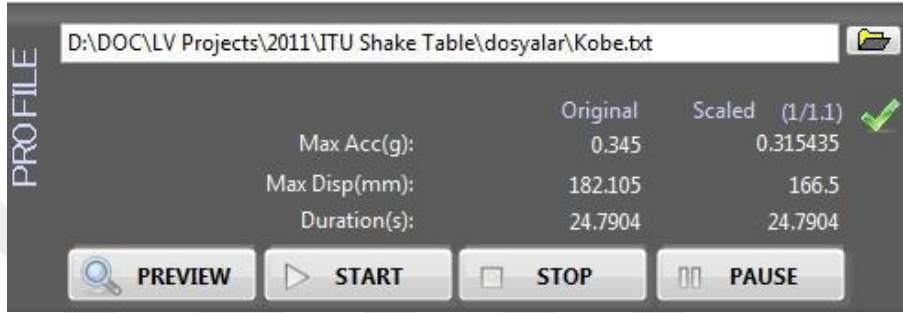 PROFILE
D:\DOC\LV Projects\2011\ITU Shake Table\dosyalar\Kobe.txt
Original Scaled (1/1.1)
Max Acc(g): 0.345 0.315435
Max Disp(mm): 182.105 166.5
Duration(s): 24.7904 24.7904
PREVIEW START STOP PAUSE